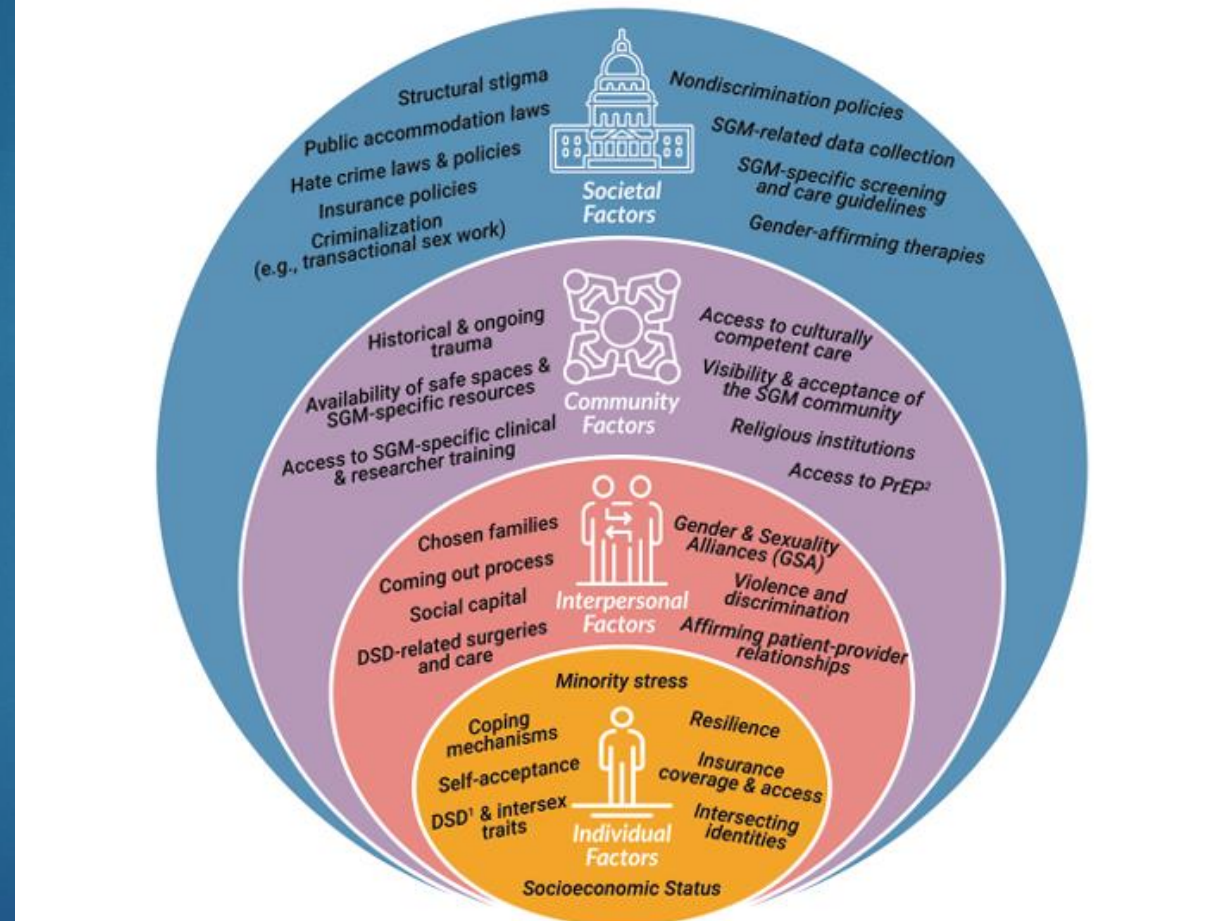 Structural stigma
Public accommodation laws
Hate crime laws & policies
Insurance policies
Criminalization
(e.g., transactional sex work)
Societal
Factors
Nondiscrimination policies
SGM-related data collection
SGM-specific screening
and care guidelines
Gender-affirming therapies
Historical & ongoing
trauma
Availability of safe spaces &
SGM-specific resources
Access to SGM-specific clinical
& researcher training
Community
Factors
Access to culturally
competent care
Visibility & acceptance of
the SGM community
Religious institutions
Access to PrEP²
Chosen families
Coming out process
Social capital
DSD-related surgeries
and care
Interpersonal
Factors
Gender & Sexuality
Alliances (GSA)
Violence and
discrimination
Affirming patient-provider
relationships
Minority stress
Coping
mechanisms
Self-acceptance
DSD¹ & intersex
traits
Individual
Factors
Resilience
Insurance
coverage & access
Intersecting
identities
Socioeconomic Status